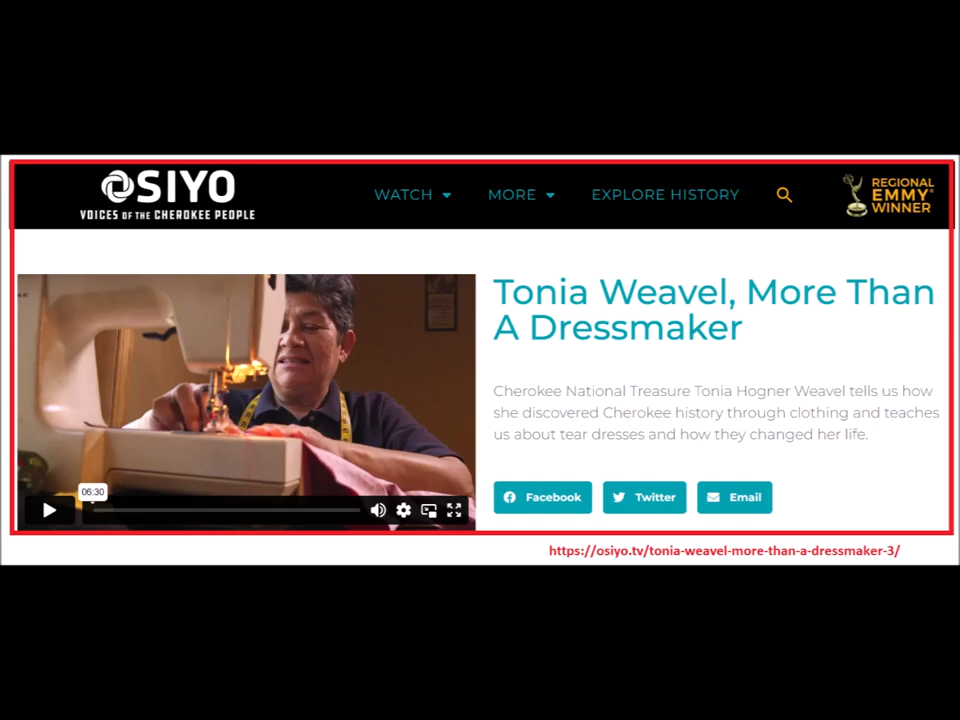 OSIYO
VOICES OF THE CHEROKEE PEOPLE
WATCH
MORE
EXPLORE HISTORY
REGIONAL
EMMY®
WINNER
Tonia Weavel, More Than
A Dressmaker
Cherokee National Treasure Tonia Hogner Weavel tells us how
she discovered Cherokee history through clothing and teaches
us about tear dresses and how they changed her life.
06:30
Facebook
Twitter
Email
https://osiyo.tv/tonia-weavel-more-than-a-dressmaker-3/